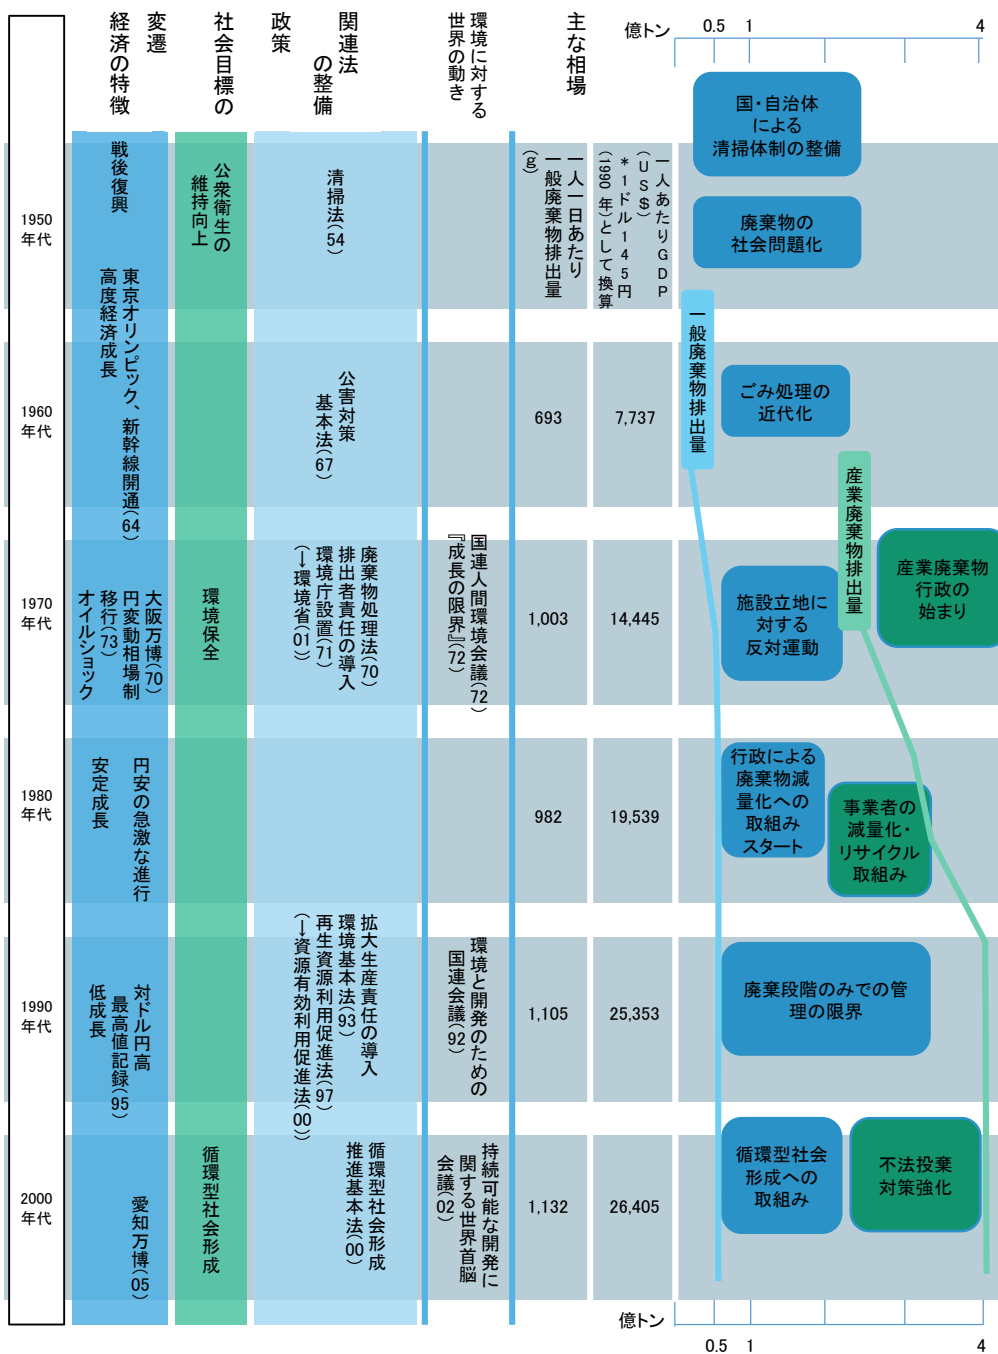 経済の特徴
変遷
社会目標の
政策
関連法
の整備
環境に対する
世界の動き
主な相場
億トン
0.5
1
4
1950
年代
戦後復興
公衆衛生の
維持向上
清掃法(54)
一人一日あたり
一般廃棄物排出量
(g)
一人あたりGDP
(US$)
*1ドル145円
(1990年)として換算
国・自治体
による
清掃体制の整備
廃棄物の
社会問題化
一般廃棄物排出量
1960
年代
東京オリンピック、新幹線開通(64)
高度経済成長
公害対策
基本法(67)
693
7,737
ごみ処理の
近代化
産業廃棄物排出量
1970
年代
大阪万博(70)
円変動相場制
移行(73)
オイルショック
環境保全
廃棄物処理法(70)
排出者責任の導入
環境庁設置(71)
(→環境省(01))
国連人間環境会議(72)
『成長の限界』(72)
1,003
14,445
施設立地に
対する
反対運動
産業廃棄物
行政の
始まり
1980
年代
円安の急激な進行
安定成長
982
19,539
行政による
廃棄物減
量化への
取組み
スタート
事業者の
減量化・
リサイクル
取組み
1990
年代
対ドル円高
最高値記録(95)
低成長
拡大生産責任の導入
環境基本法(93)
再生資源利用促進法(97)
(→資源有効利用促進法(00))
環境と開発のための
国連会議(92)
1,105
25,353
廃棄段階のみでの管
理の限界
2000
年代
愛知万博(05)
循環型社会形成
循環型社会形成
推進基本法(00)
持続可能な開発に
関する世界首脳
会議(02)
1,132
26,405
循環型社会
形成への
取組み
不法投棄
対策強化
億トン
0.5
1
4